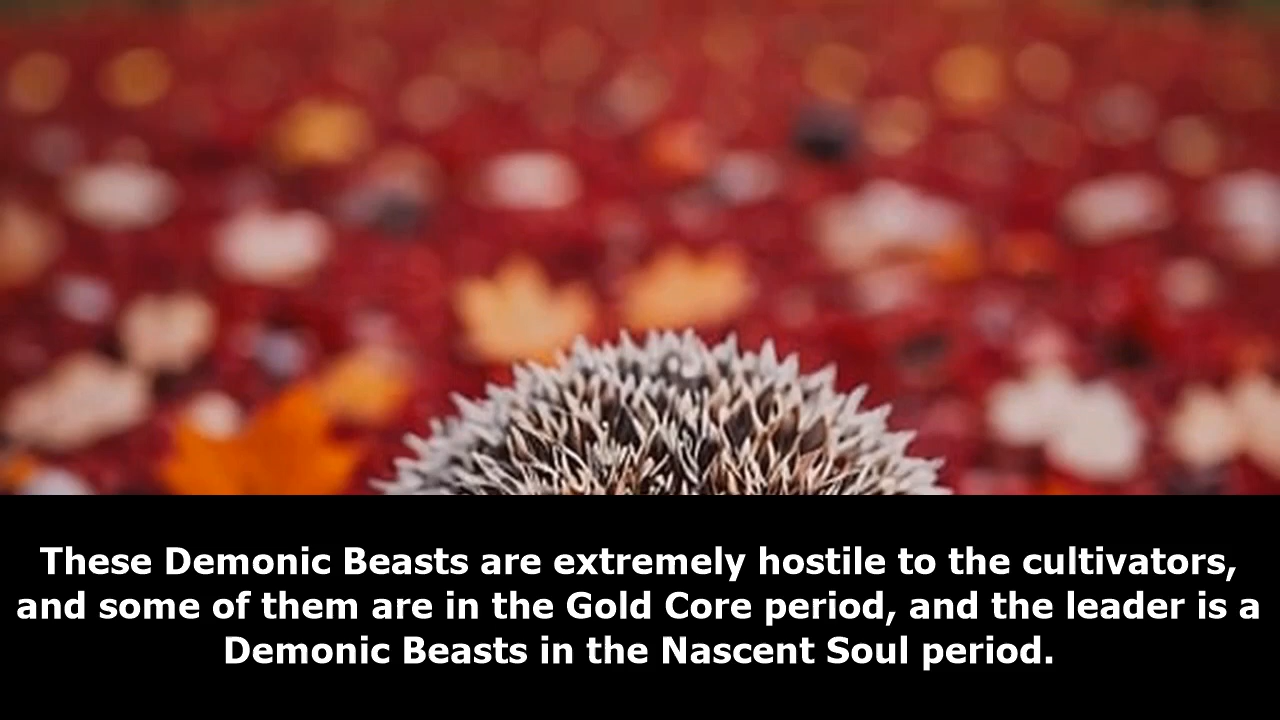 These Demonic Beasts are extremely hostile to the cultivators,
and some of them are in the Gold Core period, and the leader is a
Demonic Beasts in the Nascent Soul period.